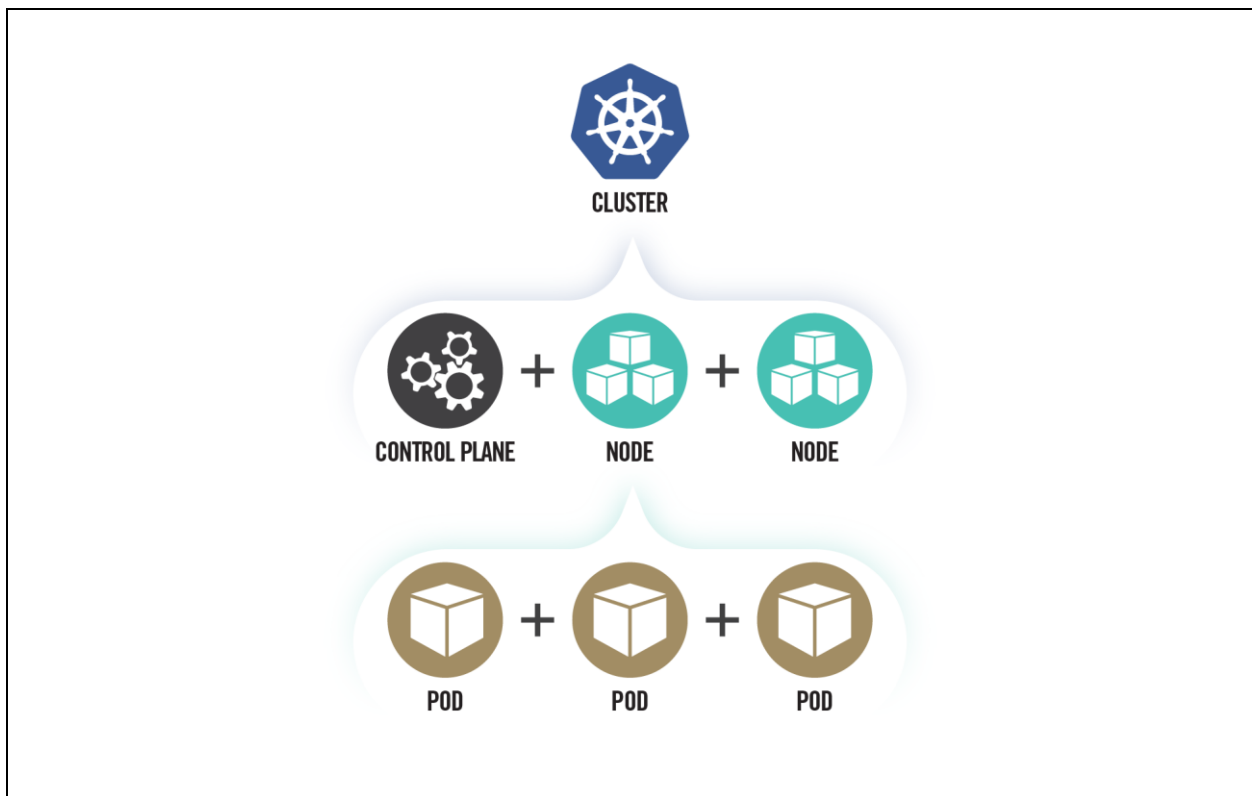 CLUSTER
CONTROL PLANE + NODE + NODE
POD + POD + POD